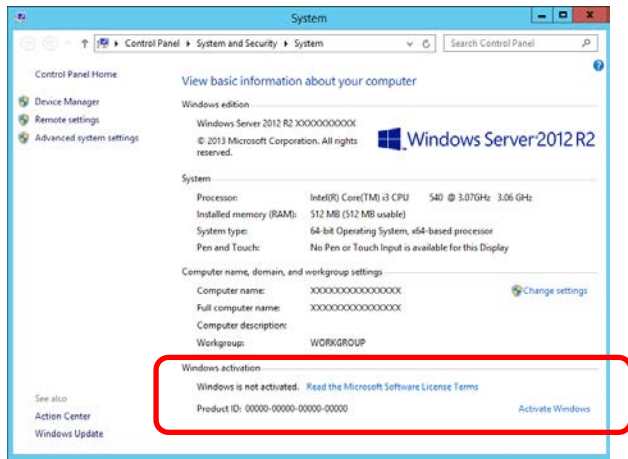 System
Control Panel ▸ System and Security ▸ System
Search Control Panel
Control Panel Home
Device Manager
Remote settings
Advanced system settings
See also
Action Center
Windows Update
View basic information about your computer
Windows edition
Windows Server 2012 R2 XXXXXXXXXX
© 2013 Microsoft Corporation. All rights
reserved.
Windows Server 2012 R2
System
Processor: Intel(R) Core(TM) i3 CPU 540 @ 3.07GHz 3.06 GHz
Installed memory (RAM): 512 MB (512 MB usable)
System type: 64-bit Operating System, x64-based processor
Pen and Touch: No Pen or Touch Input is available for this Display
Computer name, domain, and workgroup settings
Computer name: XXXXXXXXXXXXXXX
Change settings
Full computer name: XXXXXXXXXXXXXXX
Computer description:
Workgroup: WORKGROUP
Windows activation
Windows is not activated. Read the Microsoft Software License Terms
Product ID: 00000-00000-00000-00000
Activate Windows